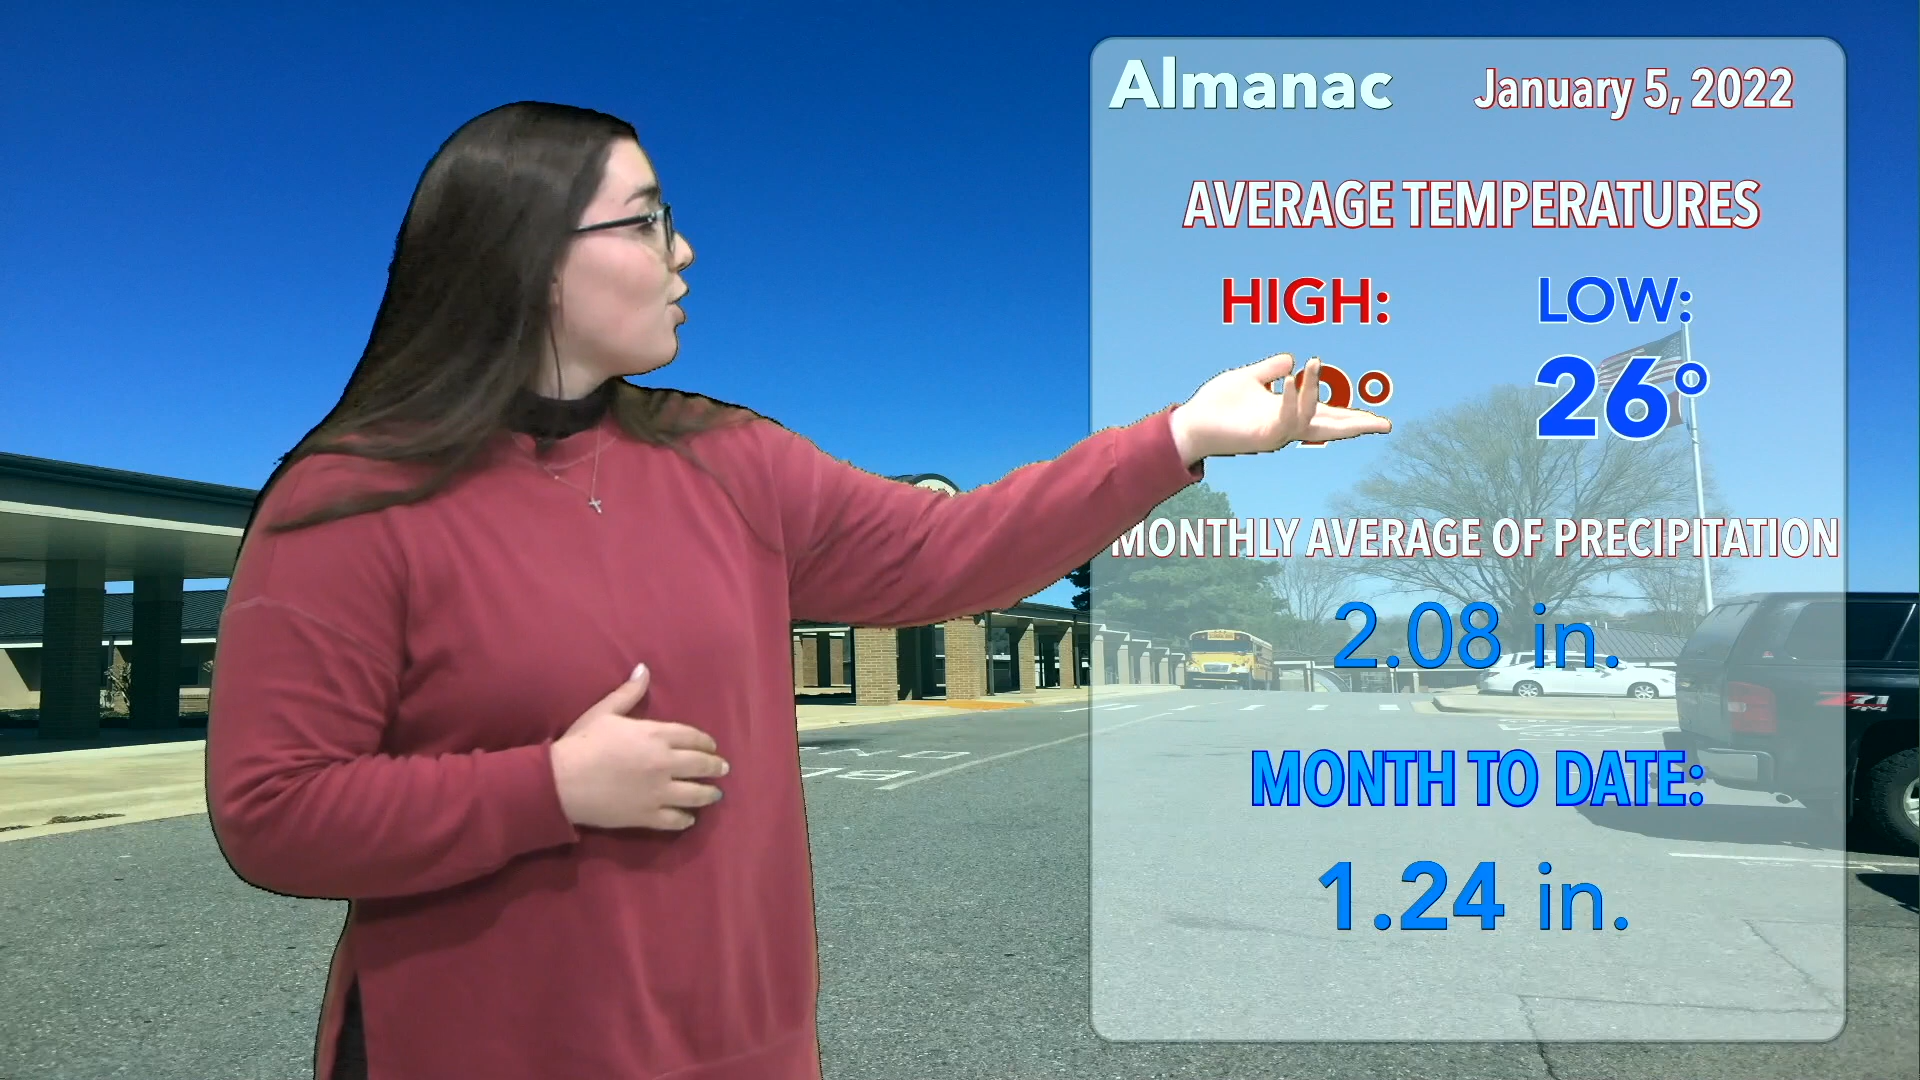 Almanac January 5, 2022
AVERAGE TEMPERATURES
HIGH: LOW:
26°
MONTHLY AVERAGE OF PRECIPITATION
2.08 in.
MONTH TO DATE:
1.24 in.
Z71